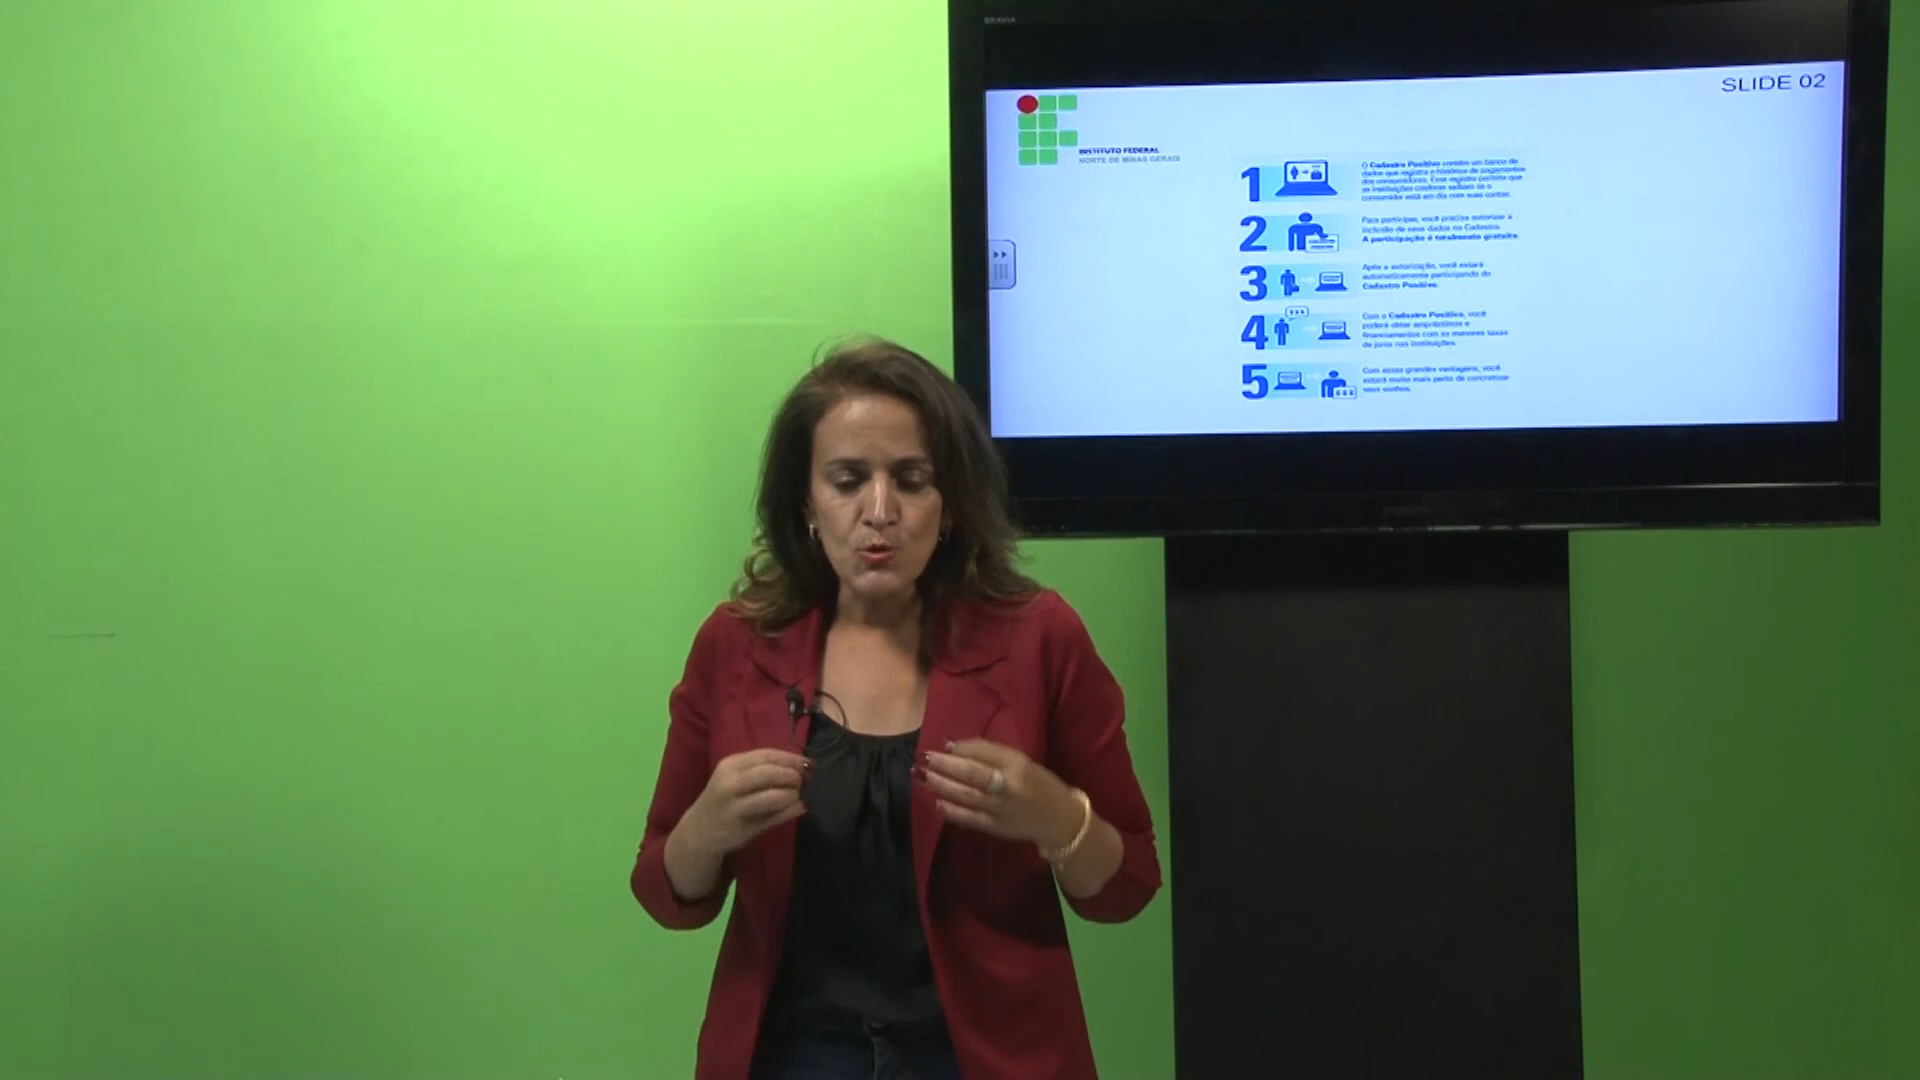 BRAVIA
SLIDE 02
INSTITUTO FEDERAL
NORTE DE MINAS GERAIS
1
O Cadastro Positivo contém um banco de
dados que registra o histórico de pagamentos
dos consumidores. Esse registro permite que
as instituições credoras saibam se o
consumidor está em dia com suas contas.
2
Para participar, você precisa autorizar a
inclusão de seus dados no Cadastro.
A participação é totalmente gratuita.
3
Após a autorização, você estará
automaticamente participando do
Cadastro Positivo.
4
Com o Cadastro Positivo, você
poderá obter empréstimos e
financiamentos com as menores taxas
de juros nas instituições.
5
Com essas grandes vantagens, você
estará muito mais perto de concretizar
seus sonhos.